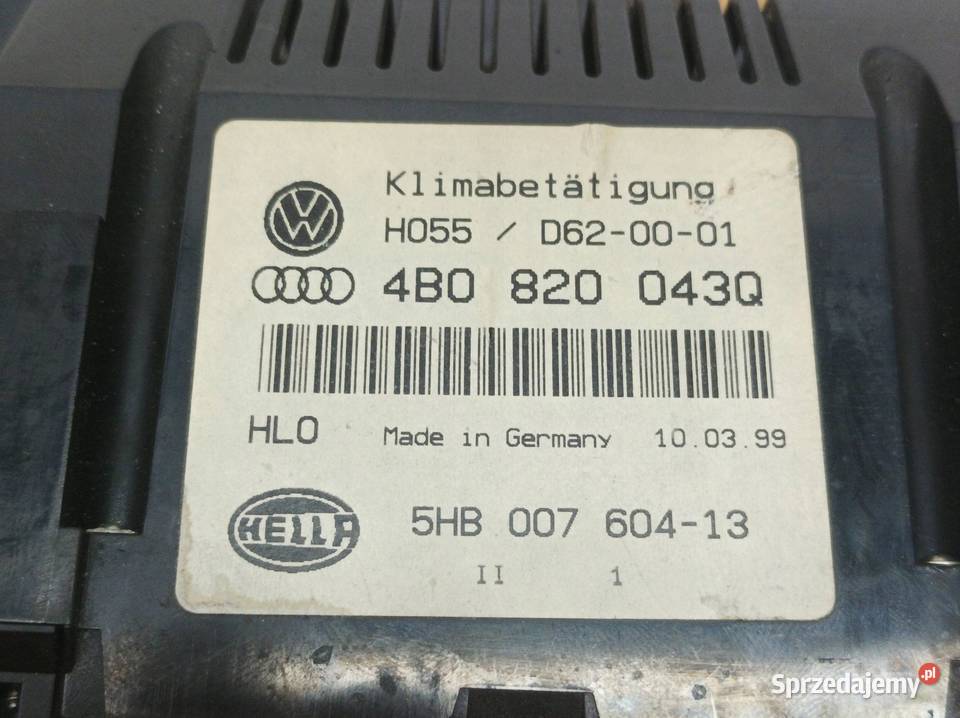 Klimabetätigung
H055 / D62-00-01
4B0 820 043Q
HLO Made in Germany 10.03.99
HELLA 5HB 007 604-13
II 1
Sprzedajemy.pl